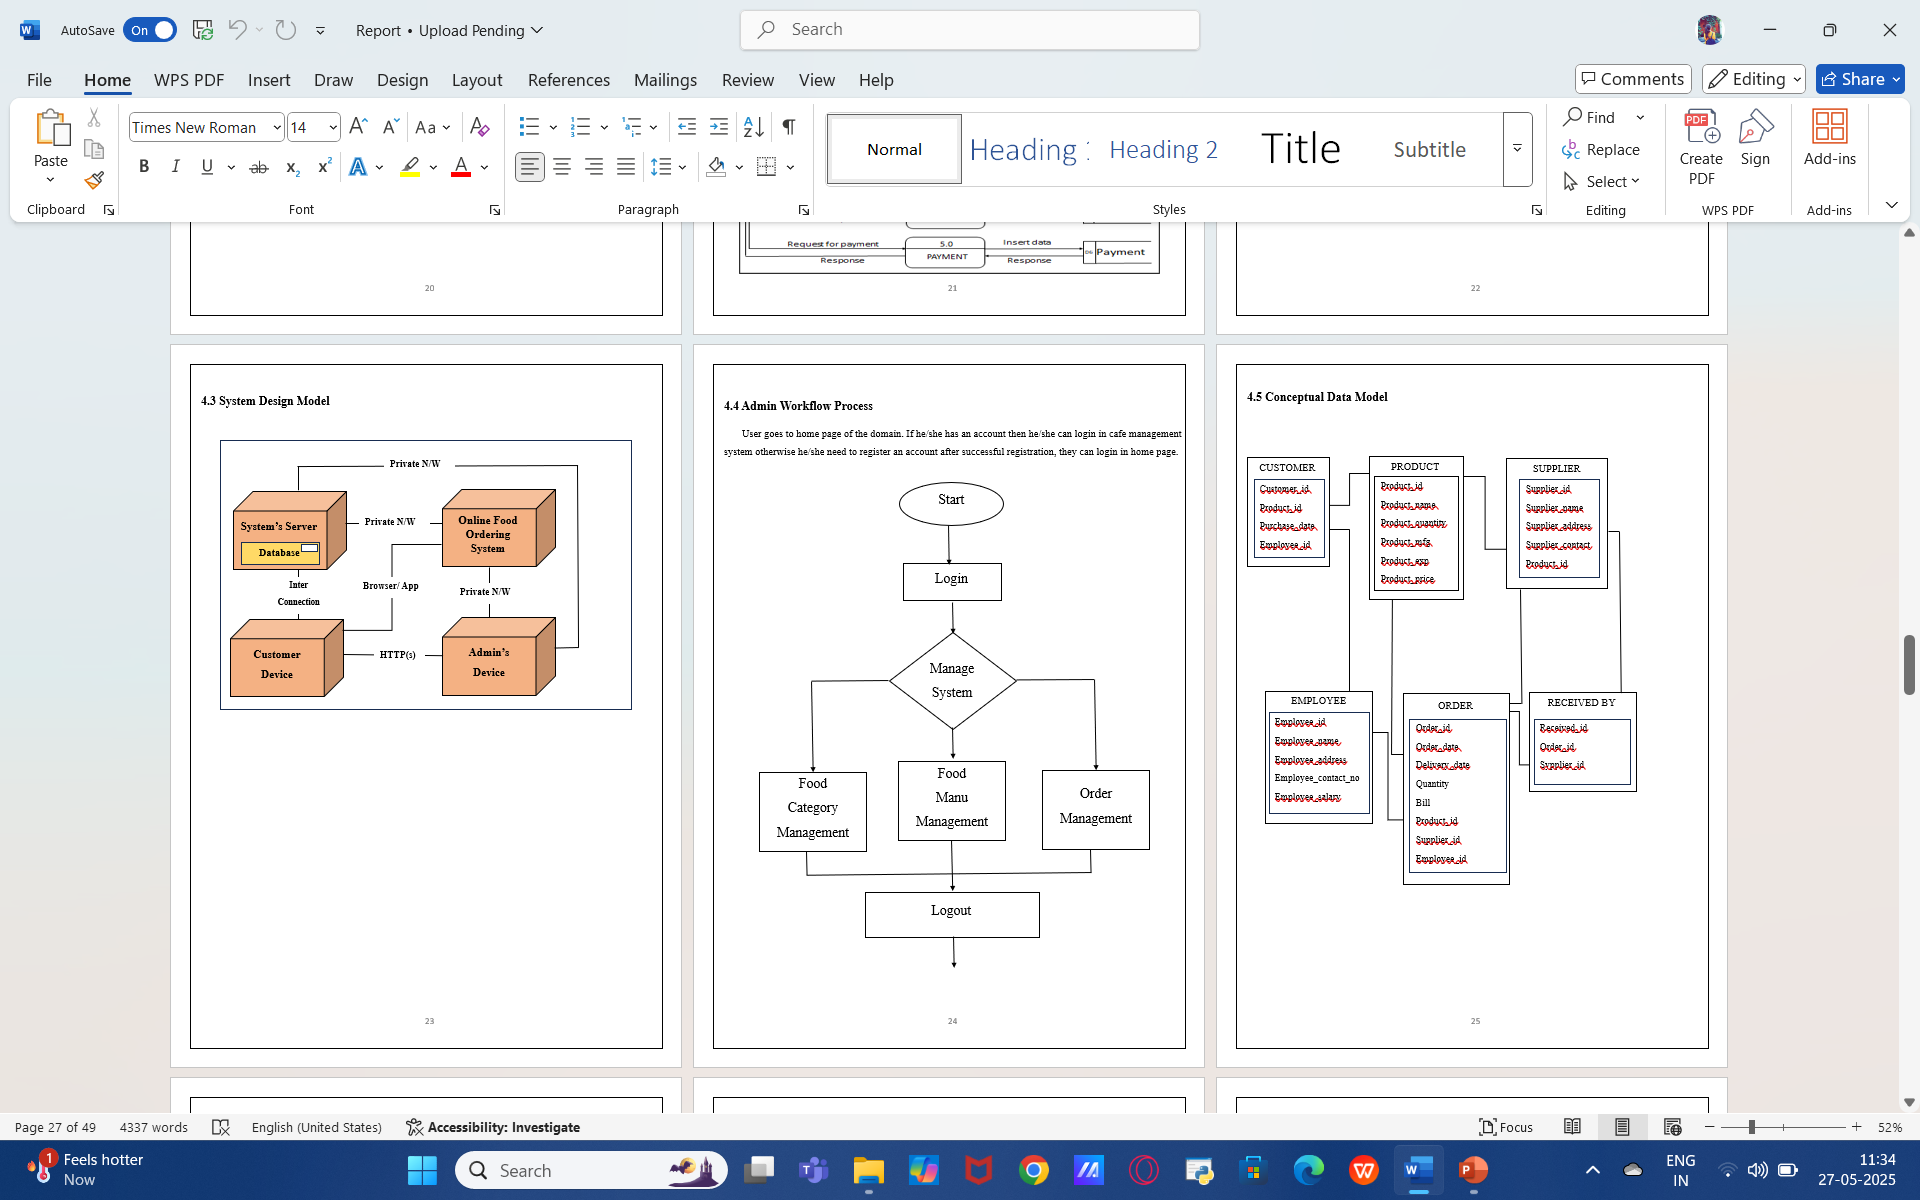 AutoSave On Report • Upload Pending Search
File Home WPS PDF Insert Draw Design Layout References Mailings Review View Help Comments Editing Share
Paste
Clipboard
Times New Roman 14
Aa
B I U ab x₂ x² A A
Font
Paragraph
Normal Heading Heading 2 Title Subtitle
Styles
Find
Replace
Select
Editing
Create PDF
Sign
WPS PDF
Add-ins
Add-ins
Request for payment
Response
5.0
PAYMENT
Insert data
Response
Payment
20
21
22
4.3 System Design Model
Private N/W
System's Server
Database
Private N/W
Online Food
Ordering
System
Inter
Connection
Browser/ App
Private N/W
Customer
Device
HTTP(s)
Admin's
Device
23
4.4 Admin Workflow Process
User goes to home page of the domain. If he/she has an account then he/she can login in cafe management
system otherwise he/she need to register an account after successful registration, they can login in home page.
Start
Login
Manage
System
Food
Category
Management
Food
Manu
Management
Order
Management
Logout
24
4.5 Conceptual Data Model
CUSTOMER
Customer_id
Product_id
Purchase_date
Employee_id
PRODUCT
Product_id
Product_name
Product_quantity
Product_mfg
Product_exp
Product_price
SUPPLIER
Supplier_id
Supplier_name
Supplier_address
Supplier_contact
Product_id
EMPLOYEE
Employee_id
Employee_name
Employee_address
Employee_contact_no
Employee_salary
ORDER
Order_id
Order_date
Delivery_date
Quantity
Bill
Product_id
Supplier_id
Employee_id
RECEIVED BY
Received_id
Order_id
Sypplier_id
25
Page 27 of 49 4337 words English (United States) Accessibility: Investigate Focus 52%
1
Feels hotter
Now
Search
ENG
IN
11:34
27-05-2025